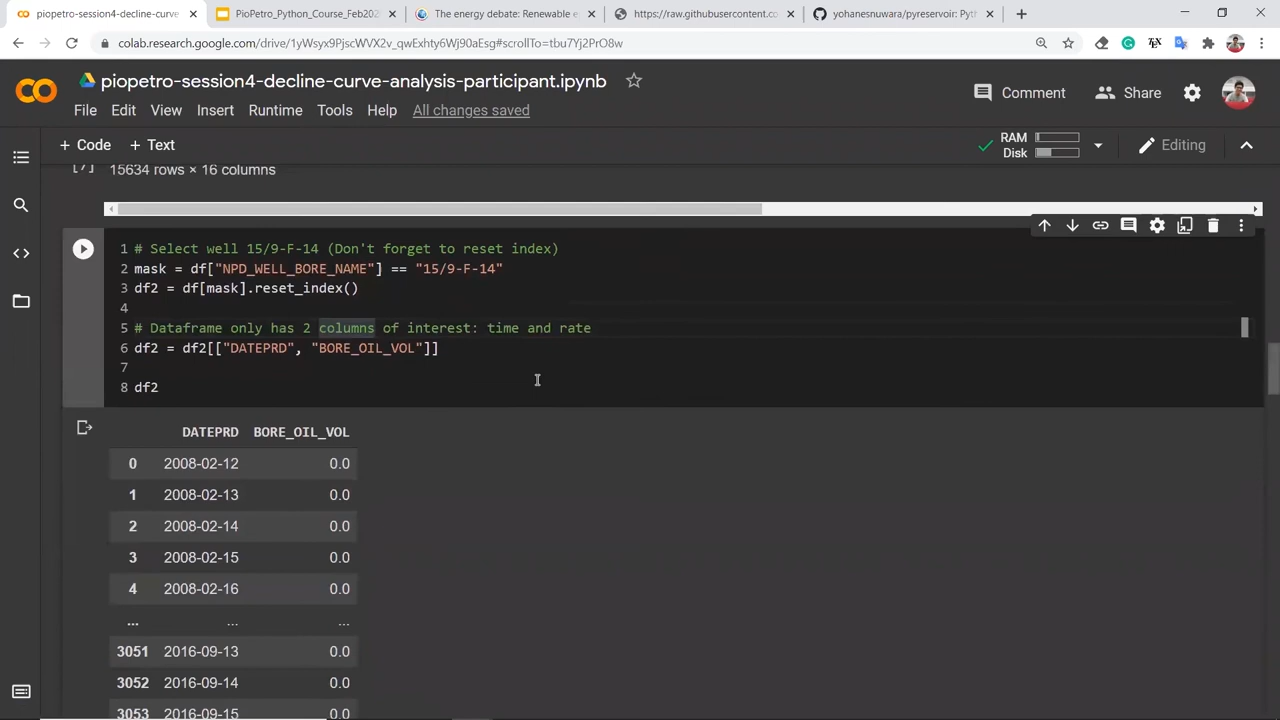 piopetro-session4-decline-curve
PioPetro_Python_Course_Feb202
The energy debate: Renewable e
https://raw.githubusercontent.co
yohanesnuwara/pyreservoir: Pyt
colab.research.google.com/drive/1yWsyx9PjscWVX2v_qwExhty6Wj90aEsg#scrollTo=tbu7Yj2PrO8w
piopetro-session4-decline-curve-analysis-participant.ipynb
Comment
Share
File Edit View Insert Runtime Tools Help All changes saved
+ Code + Text
RAM
Disk
Editing
[7] 15634 rows × 16 columns
1 # Select well 15/9-F-14 (Don't forget to reset index)
2 mask = df["NPD_WELL_BORE_NAME"] == "15/9-F-14"
3 df2 = df[mask].reset_index()
4
5 # Dataframe only has 2 columns of interest: time and rate
6 df2 = df2[["DATEPRD", "BORE_OIL_VOL"]]
7
8 df2
DATEPRD BORE_OIL_VOL
0 2008-02-12 0.0
1 2008-02-13 0.0
2 2008-02-14 0.0
3 2008-02-15 0.0
4 2008-02-16 0.0
... ... ...
3051 2016-09-13 0.0
3052 2016-09-14 0.0
3053 2016-09-15 0.0